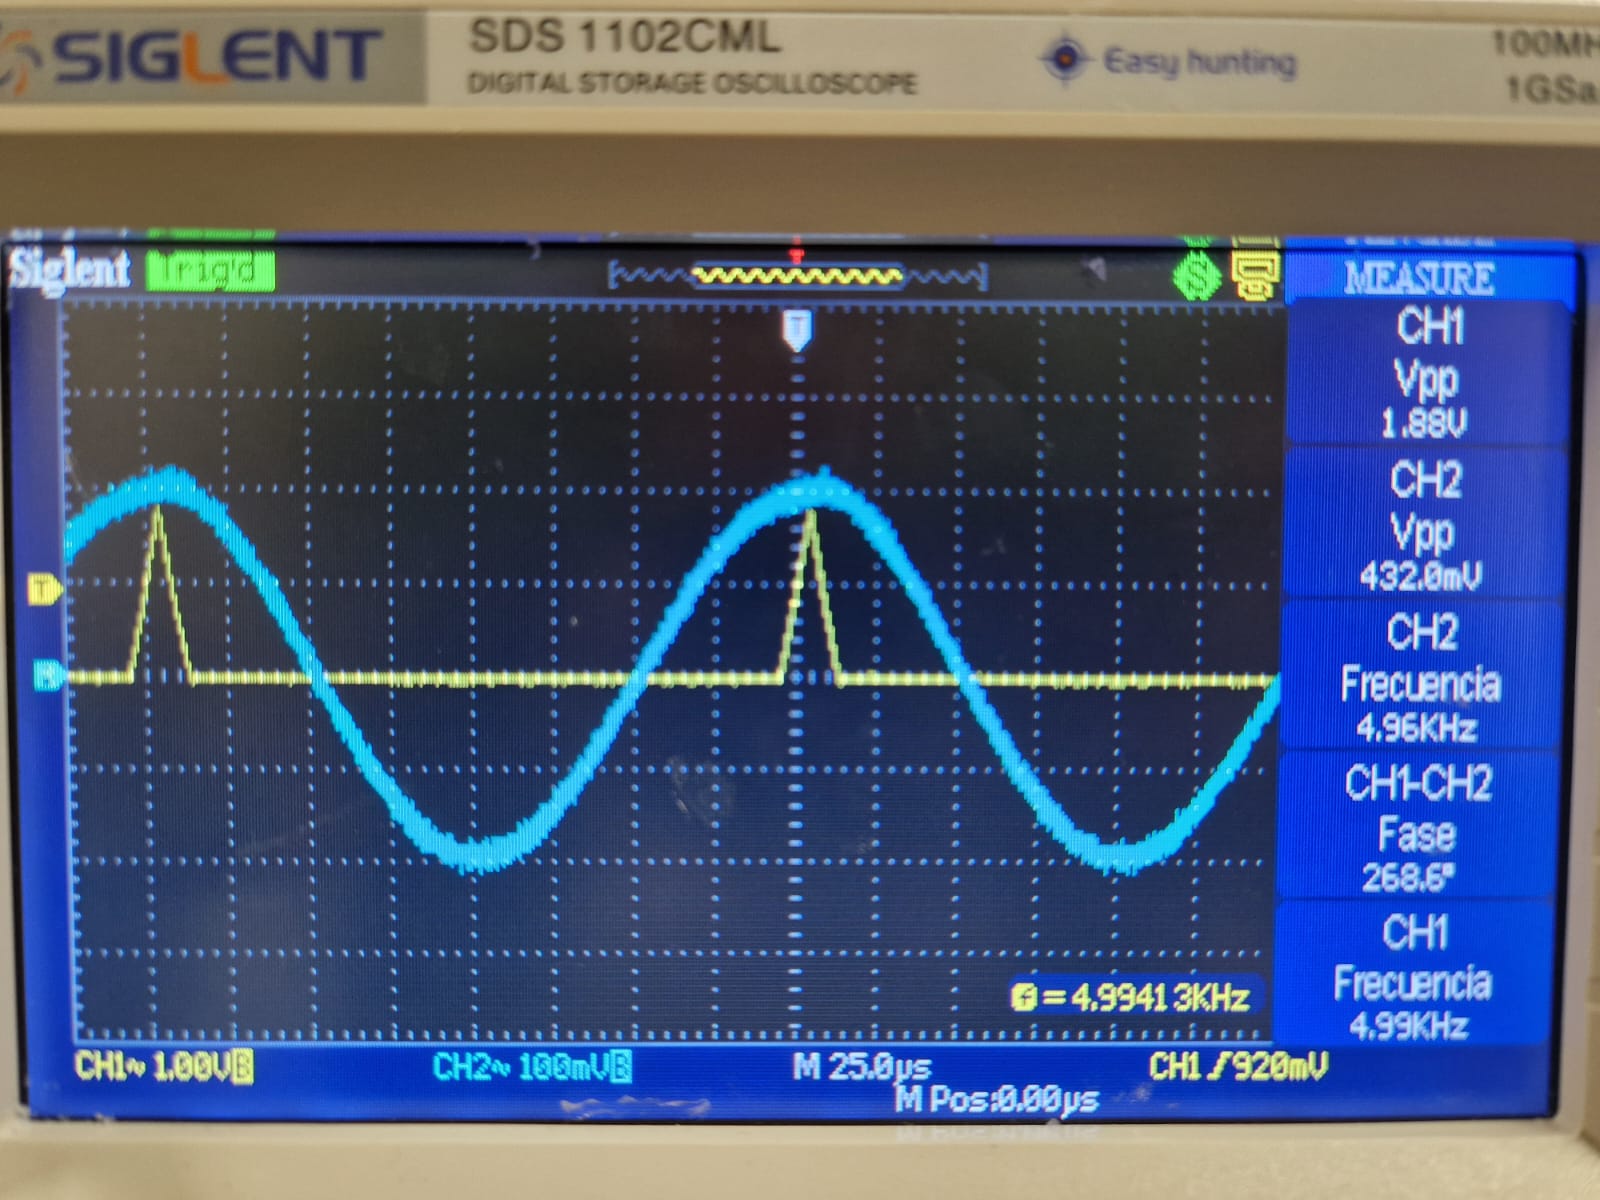 SIGLENT
SDS 1102CML
DIGITAL STORAGE OSCILLOSCOPE
Easy hunting
100MH
1GSa
Siglent
Trig'd
T
MEASURE
CH1
Vpp
1.88V
CH2
Vpp
432.0mV
CH2
Frecuencia
4.96KHz
CH1-CH2
Fase
268.6°
CH1
Frecuencia
4.99KHz
f = 4.99413KHz
CH1~ 1.00VB
CH2~ 100mVB
M 25.0µs
CH1 ∫920mV
M Pos:0.00µs